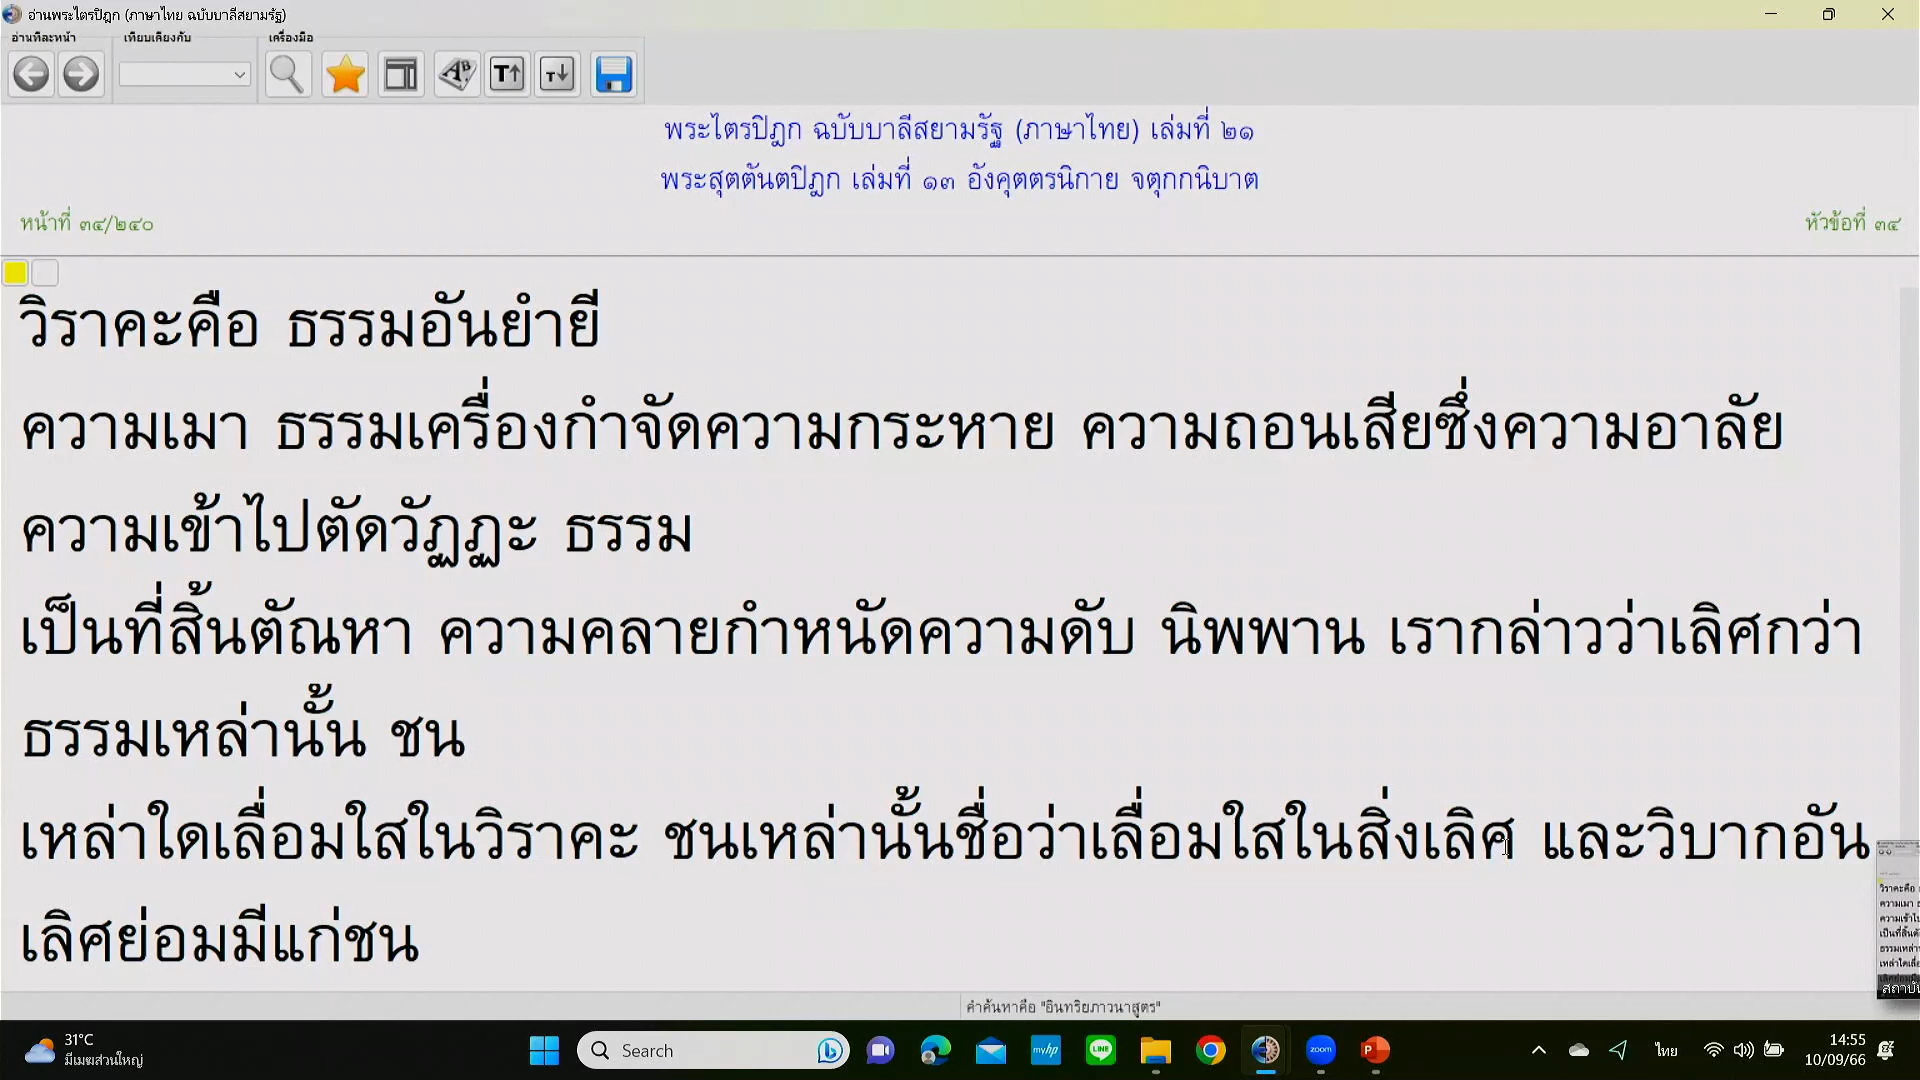 อ่านพระไตรปิฎก (ภาษาไทย ฉบับบาลีสยามรัฐ)
อ่านทีละหน้า เทียบเคียงกับ เครื่องมือ
พระไตรปิฎก ฉบับบาลีสยามรัฐ (ภาษาไทย) เล่มที่ ๒๑
พระสุตตันตปิฎก เล่มที่ ๑๓ อังคุตตรนิกาย จตุกกนิบาต
หน้าที่ ๓๔/๒๔๐ หัวข้อที่ ๓๔
วิราคะคือ ธรรมอันยำยี
ความเมา ธรรมเครื่องกำจัดความกระหาย ความถอนเสียซึ่งความอาลัย
ความเข้าไปตัดวัฏฏะ ธรรม
เป็นที่สิ้นตัณหา ความคลายกำหนัดความดับ นิพพาน เรากล่าวว่าเลิศกว่า
ธรรมเหล่านั้น ชน
เหล่าใดเลื่อมใสในวิราคะ ชนเหล่านั้นชื่อว่าเลื่อมใสในสิ่งเลิศ และวิบากอัน
เลิศย่อมมีแก่ชน
คำค้นหาคือ "อินทริยภาวนาสูตร"
31°C
มีเมฆส่วนใหญ่
Search
myhp
LINE
zoom
ไทย
14:55
10/09/66